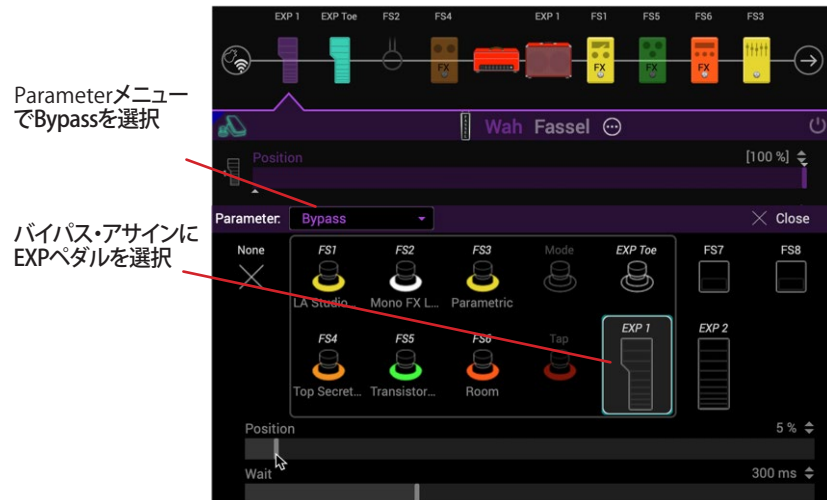 EXP 1 EXP Toe FS2 FS4 EXP 1 FS1 FS5 FS6 FS3
FX FX FX FX
Parameterメニュー
でBypassを選択
Wah Fassel
Position [100 %]
Parameter: Bypass Close
バイパス・アサインに
EXPペダルを選択
None FS1 FS2 FS3 Mode EXP Toe FS7 FS8
LA Studio... Mono FX L... Parametric
FS4 FS5 FS6 Tap EXP 1 EXP 2
Top Secret... Transistor... Room
Position 5 %
Wait 300 ms